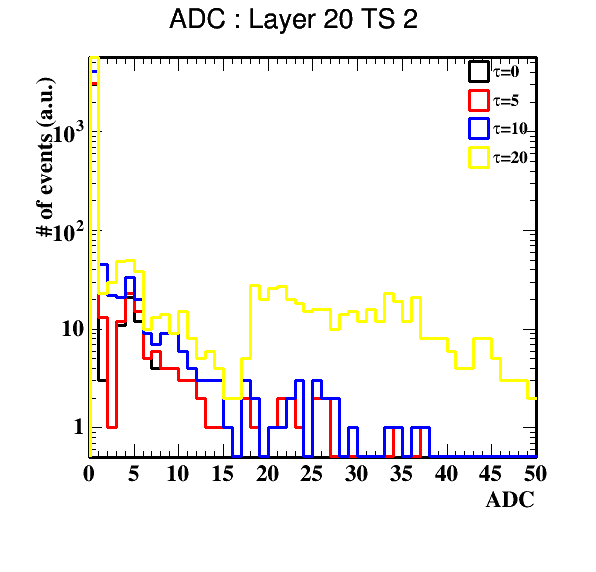 ADC : Layer 20 TS 2
# of events (a.u.)
10³
10²
10
1
τ=0
τ=5
τ=10
τ=20
0 5 10 15 20 25 30 35 40 45 50
ADC